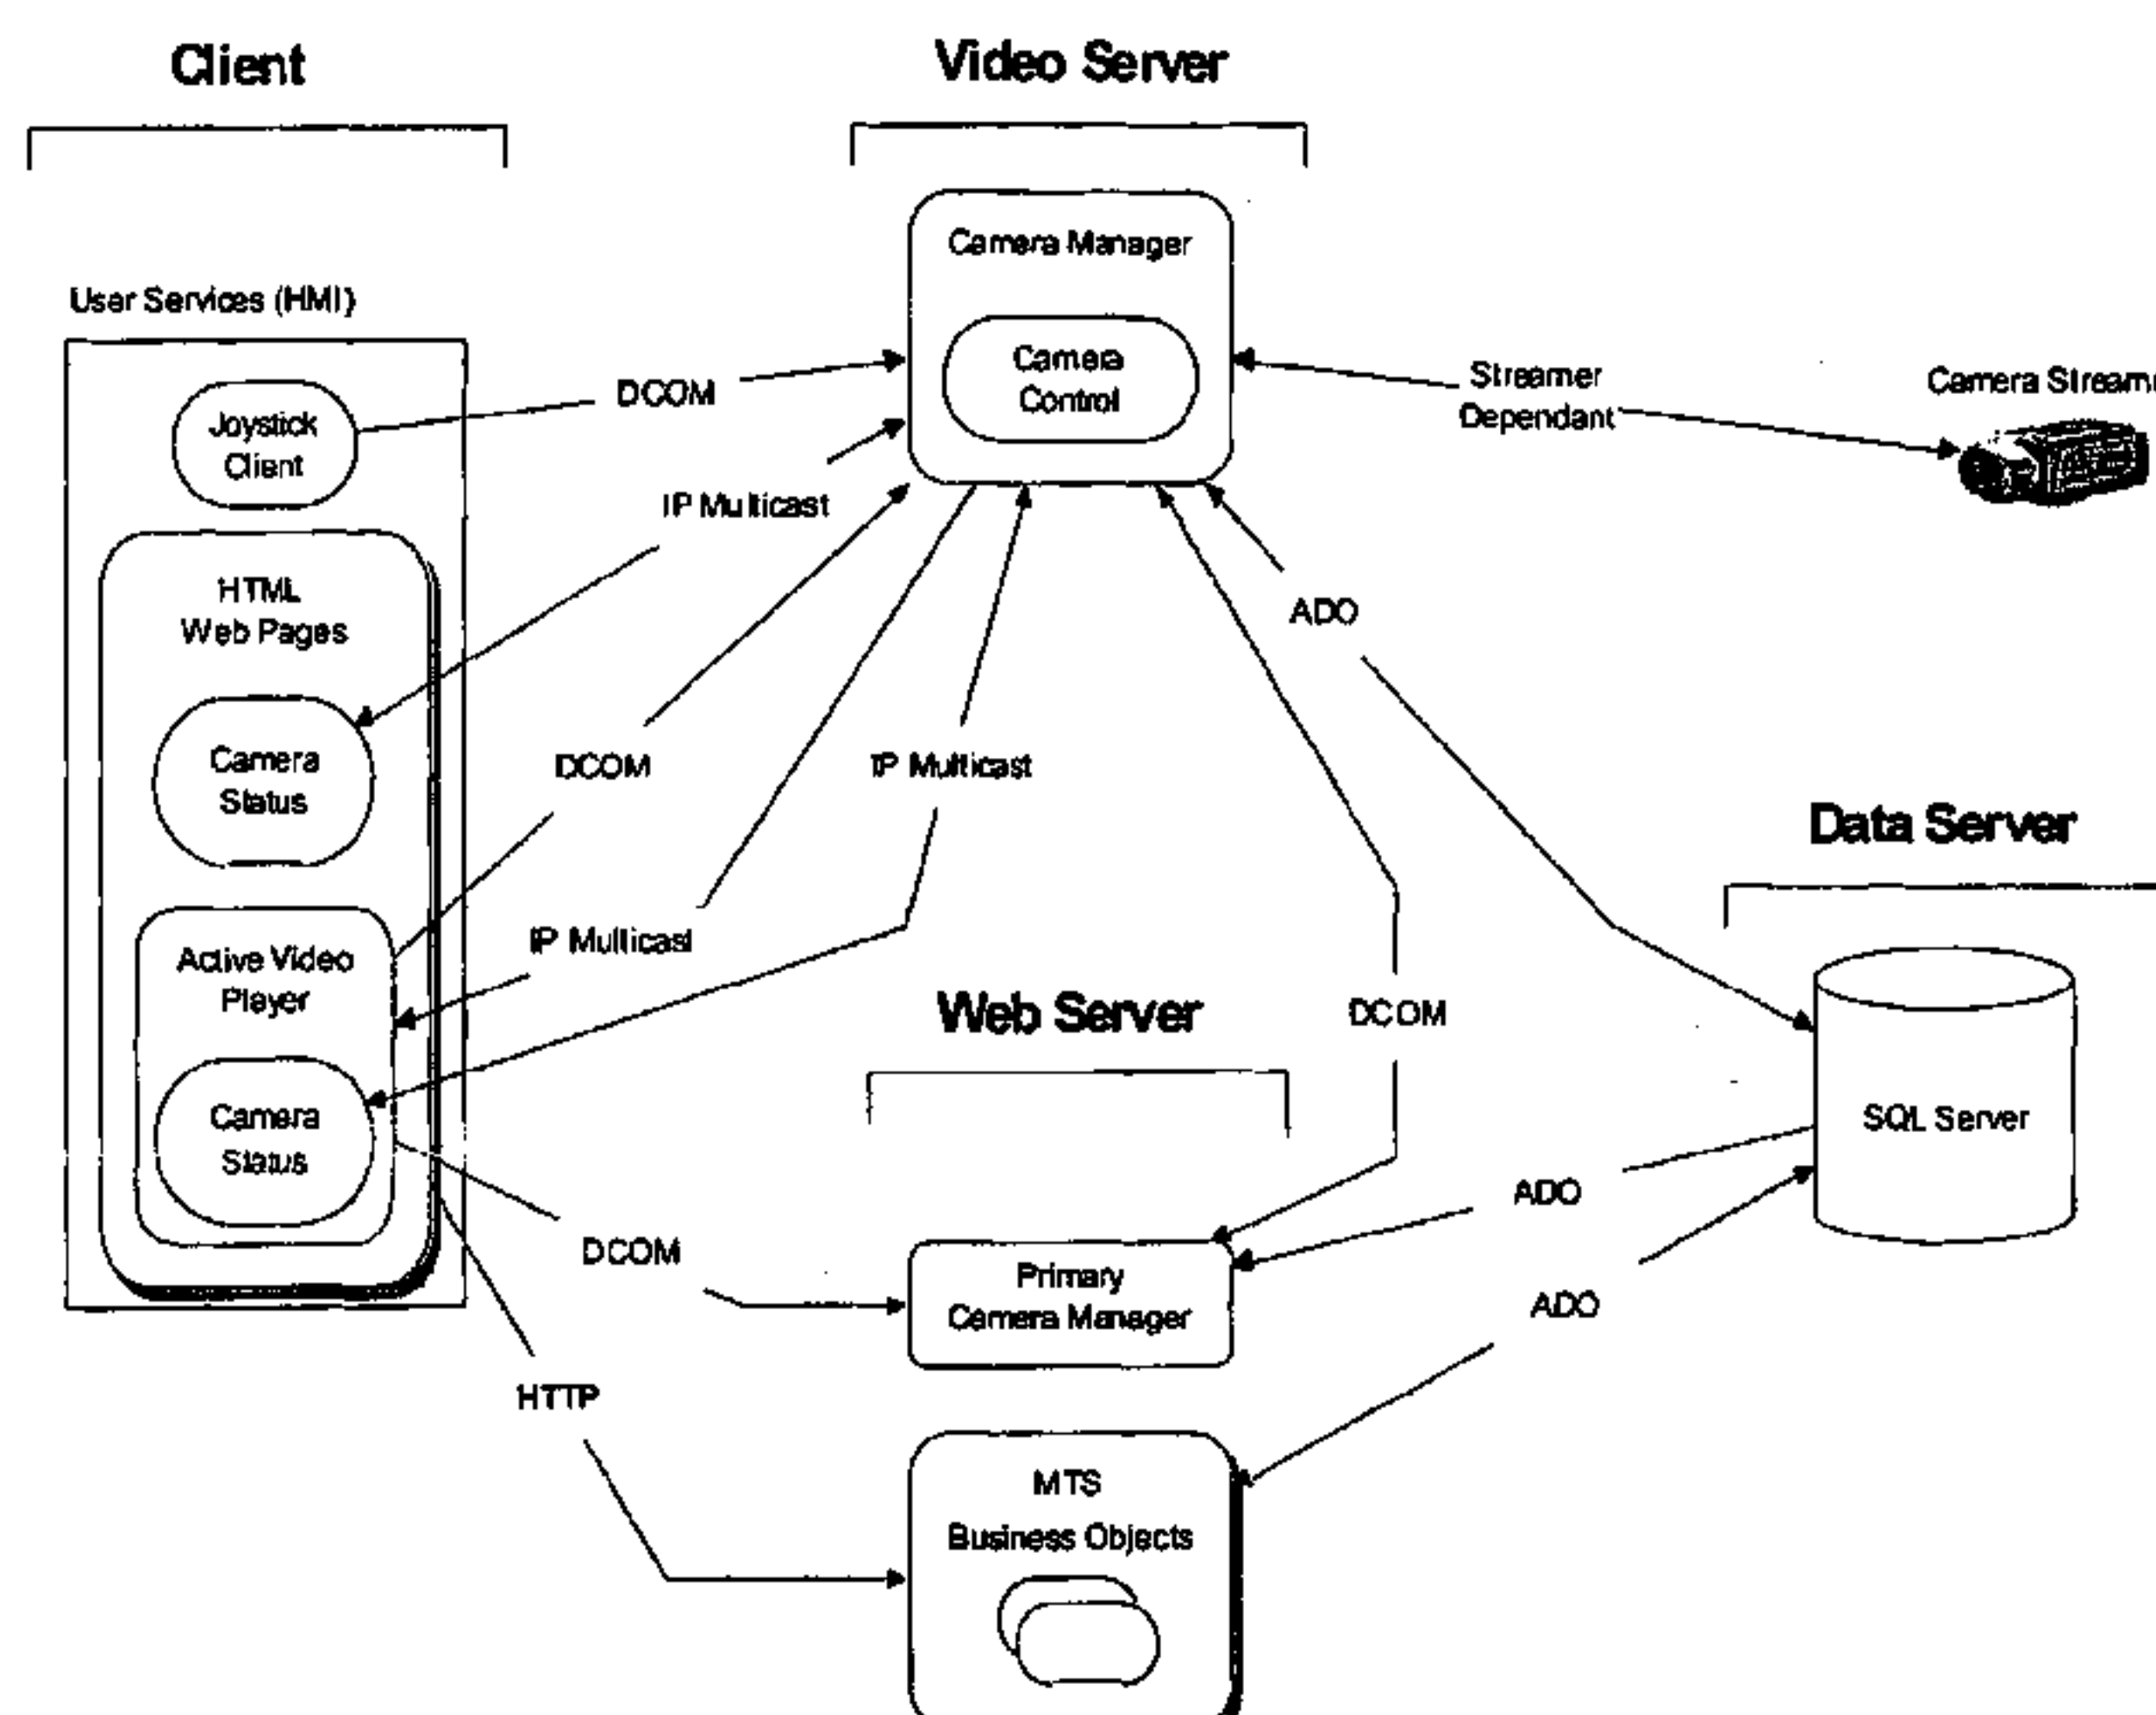 Client
Video Server
Camera Manager
User Services (HMI)
Camera
Control
Streamer
Dependant
Camera
Joystick
Client
DCOM
IP Multicast
HTML
Web Pages
ADO
Camera
Status
DCOM
IP Multicast
Data Server
IP Multicast
Active Video
Player
Web Server
DCOM
SQL Server
Camera
Status
ADO
DCOM
Primary
Camera Manager
ADO
HTTP
MTS
Business Objects